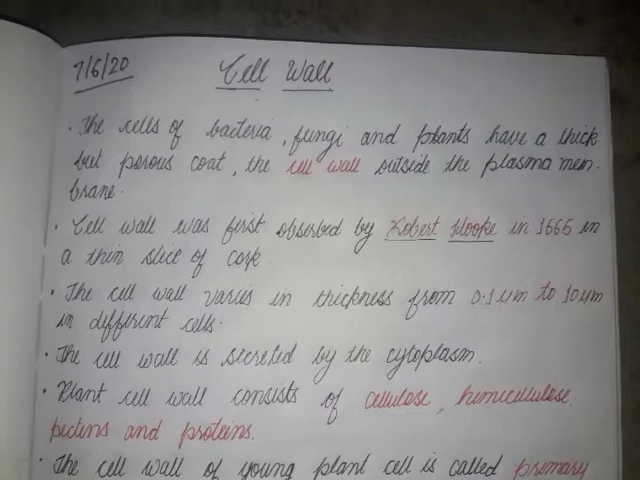 7/6/20
Cell Wall
· The cells of bacteria, fungi and plants have a thick
but porous coat, the cell wall outside the plasma mem-
brane.
· Cell wall was first observed by Robert Hooke in 1666 in
a thin slice of cork
· The cell wall varies in thickness from 0.1 um to 10 um
in different cells.
· The cell wall is secreted by the cytoplasm.
· Plant cell wall consists of cellulose, hemicellulose,
pectins and proteins.
· The cell wall of young plant cell is called primary